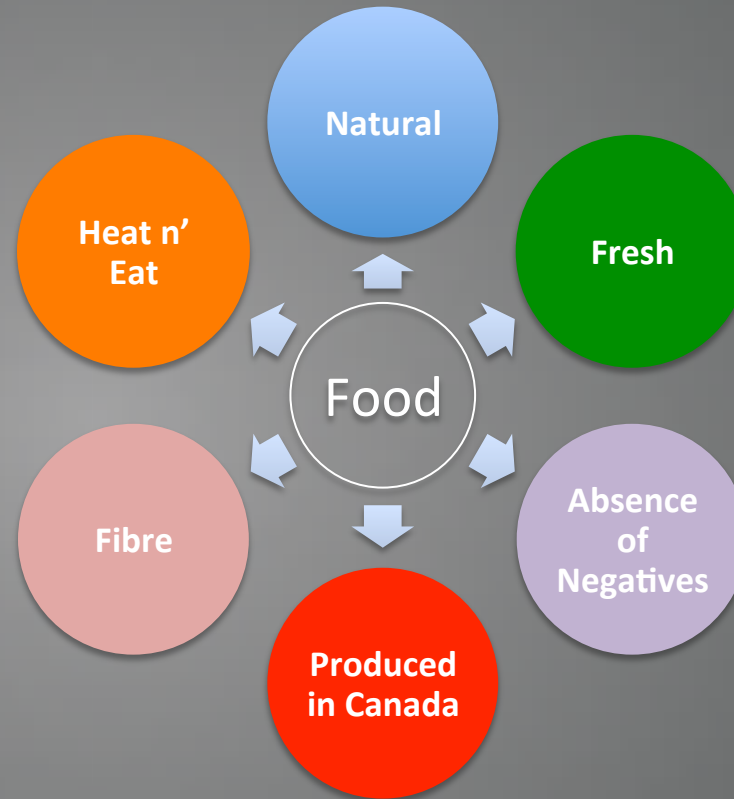 Natural
Fresh
Absence
of
Negatives
Produced
in Canada
Fibre
Heat n’
Eat
Food